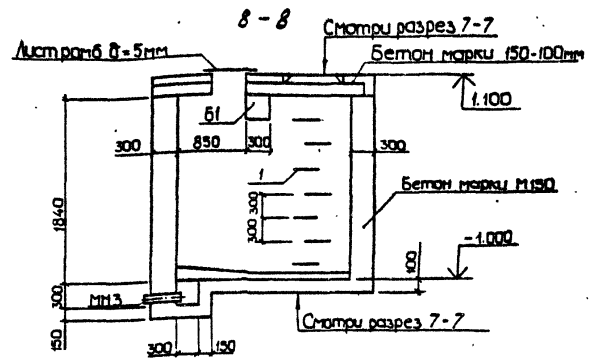 8 - 8
Смотри разрез 7-7
Лист ромб δ=5мм
Бетон марки 150-100мм
1.100
Б1
300
850
300
300
1
300
300
Бетон марки М150
1840
-1.000
100
300
МН3
150
Смотри разрез 7-7
300
150